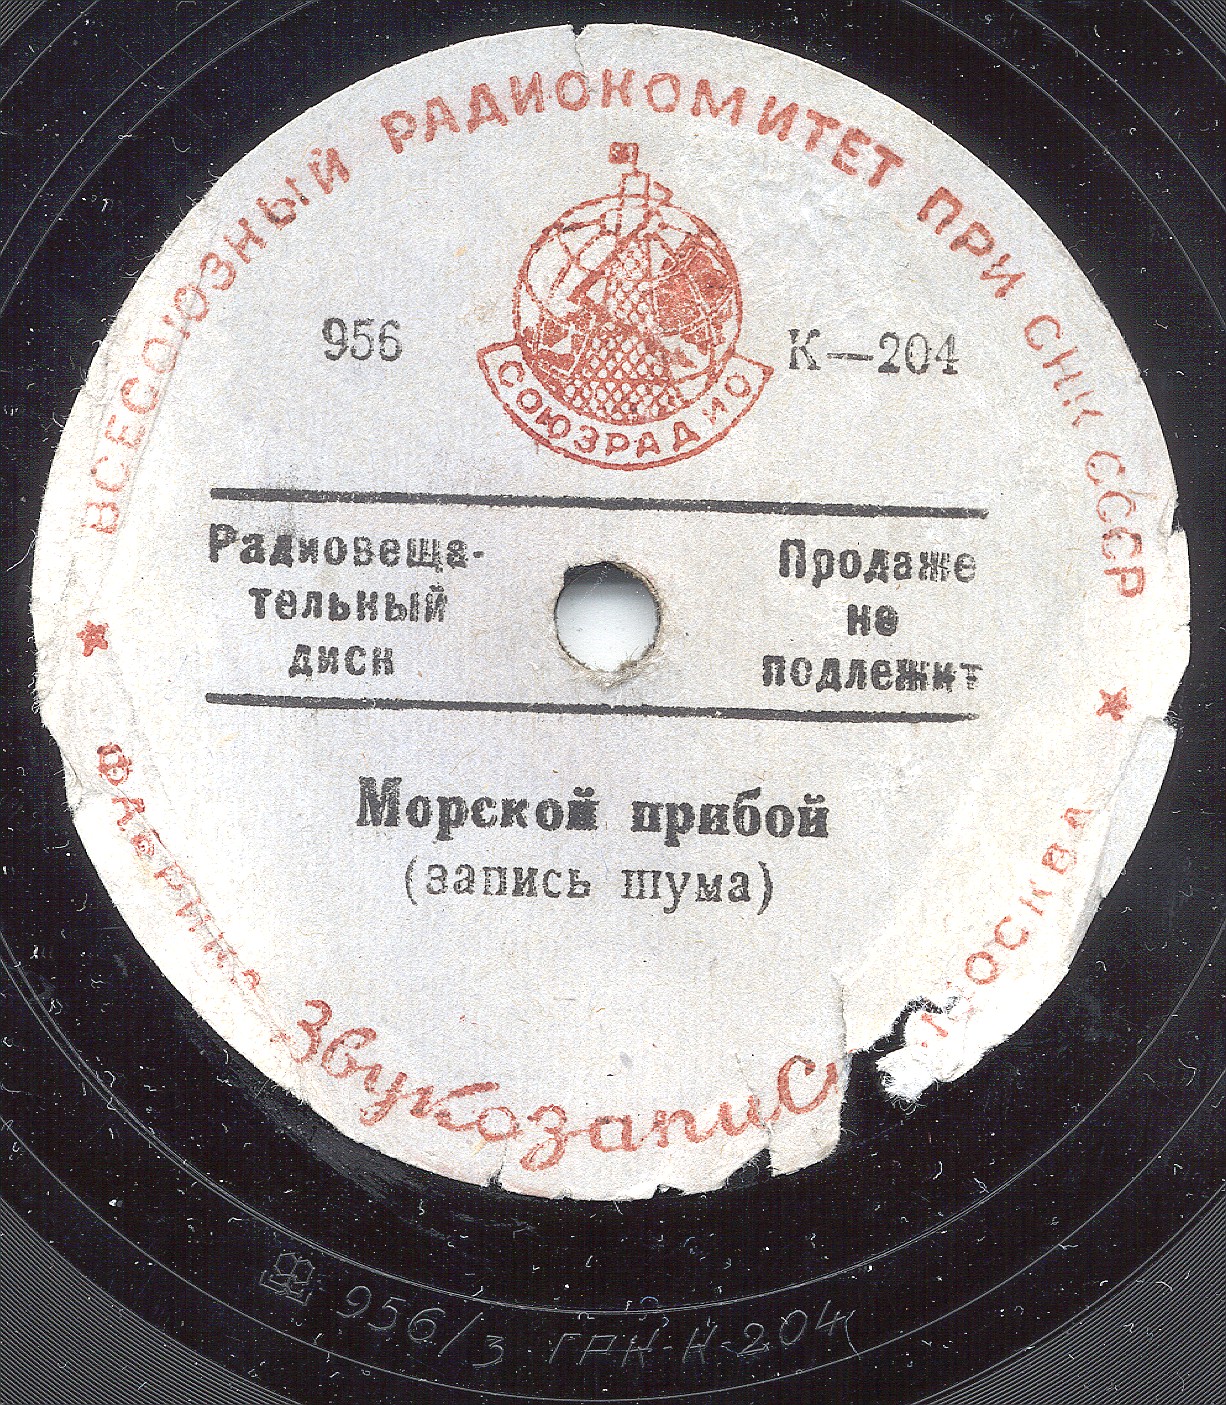 ВСЕСОЮЗНЫЙ РАДИОКОМИТЕТ ПРИ СНК СССР
СОЮЗРАДИО
956
К—204
Радиовеща-
тельный
диск
Продаже
не
подлежит
Морской прибой
(запись шума)
ФАБРИКА Звукозапис МОСКВА
956/3 ГРК-К-204